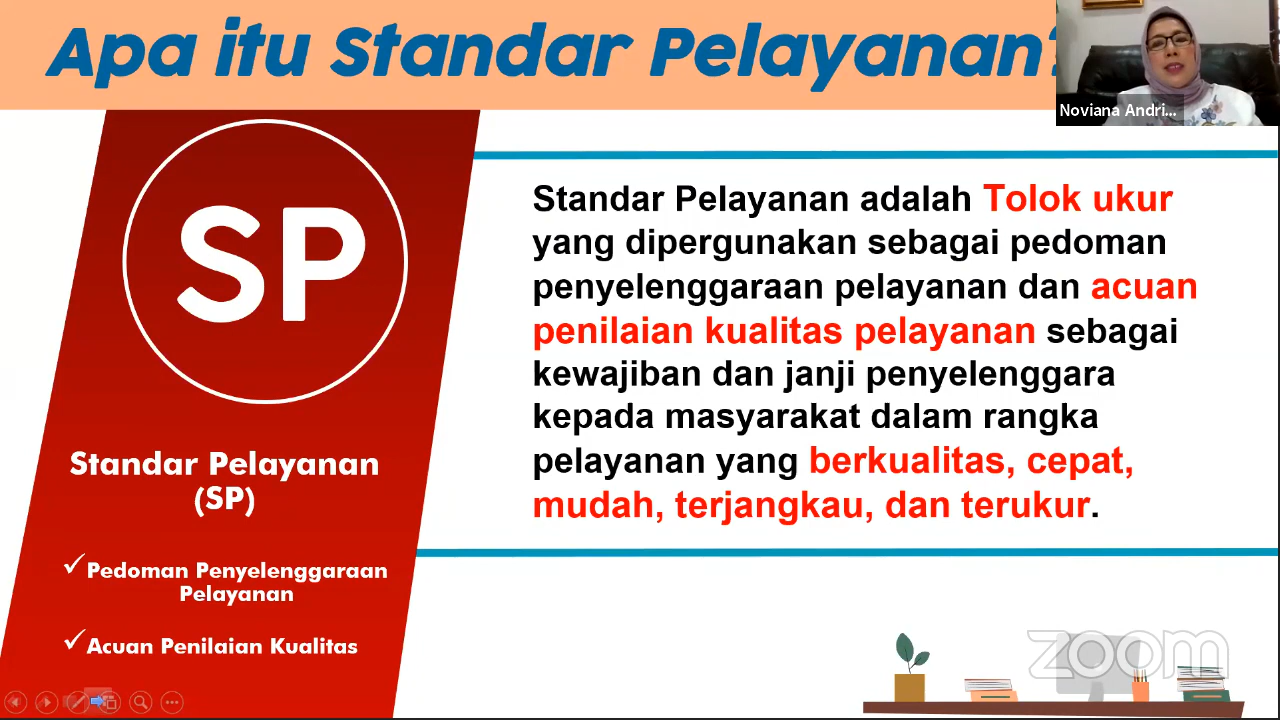 Apa itu Standar Pelayanan?
Noviana Andri...
SP
Standar Pelayanan adalah Tolok ukur
yang dipergunakan sebagai pedoman
penyelenggaraan pelayanan dan acuan
penilaian kualitas pelayanan sebagai
kewajiban dan janji penyelenggara
kepada masyarakat dalam rangka
pelayanan yang berkualitas, cepat,
mudah, terjangkau, dan terukur.
Standar Pelayanan
(SP)
✓Pedoman Penyelenggaraan
Pelayanan
✓Acuan Penilaian Kualitas
zoom